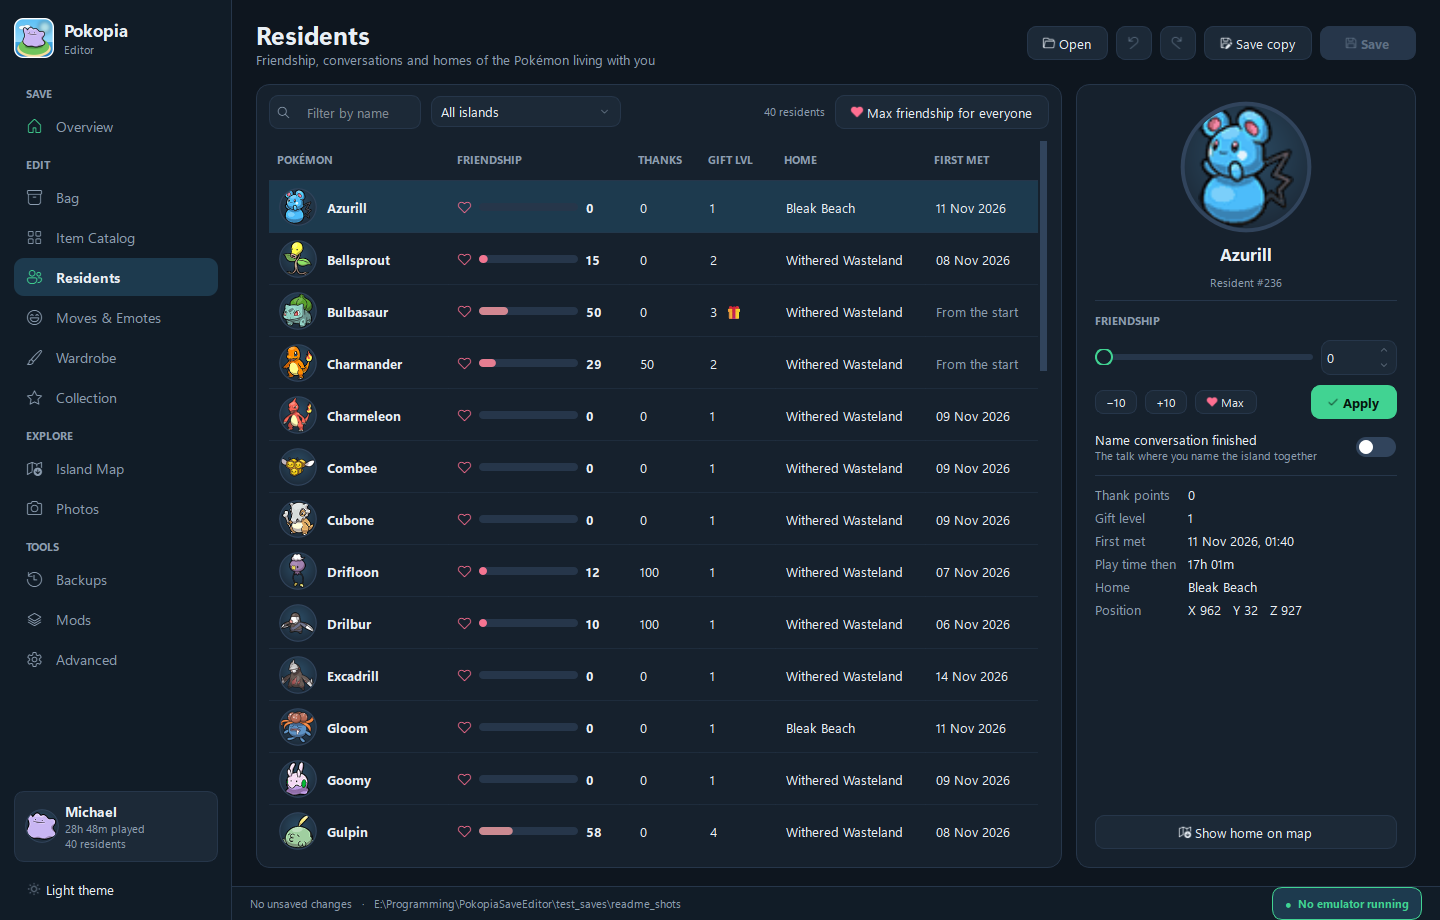 Pokopia
Editor
SAVE
Overview
EDIT
Bag
Item Catalog
Residents
Moves & Emotes
Wardrobe
Collection
EXPLORE
Island Map
Photos
TOOLS
Backups
Mods
Advanced
Michael
28h 48m played
40 residents
Light theme
Residents
Friendship, conversations and homes of the Pokémon living with you
Open
Save copy
Save
Filter by name
All islands
40 residents
Max friendship for everyone
POKÉMON FRIENDSHIP THANKS GIFT LVL HOME FIRST MET
Azurill 0 0 1 Bleak Beach 11 Nov 2026
Bellsprout 15 0 2 Withered Wasteland 08 Nov 2026
Bulbasaur 50 0 3 Withered Wasteland From the start
Charmander 29 50 2 Withered Wasteland From the start
Charmeleon 0 0 1 Withered Wasteland 09 Nov 2026
Combee 0 0 1 Withered Wasteland 09 Nov 2026
Cubone 0 0 1 Withered Wasteland 09 Nov 2026
Drifloon 12 100 1 Withered Wasteland 07 Nov 2026
Drilbur 10 100 1 Withered Wasteland 06 Nov 2026
Excadrill 0 0 1 Withered Wasteland 14 Nov 2026
Gloom 0 0 1 Bleak Beach 11 Nov 2026
Goomy 0 0 1 Withered Wasteland 09 Nov 2026
Gulpin 58 0 4 Withered Wasteland 08 Nov 2026
Azurill
Resident #236
FRIENDSHIP
0
−10 +10 Max Apply
Name conversation finished
The talk where you name the island together
Thank points 0
Gift level 1
First met 11 Nov 2026, 01:40
Play time then 17h 01m
Home Bleak Beach
Position X 962 Y 32 Z 927
Show home on map
No unsaved changes · E:\Programming\PokopiaSaveEditor\test_saves\readme_shots
No emulator running